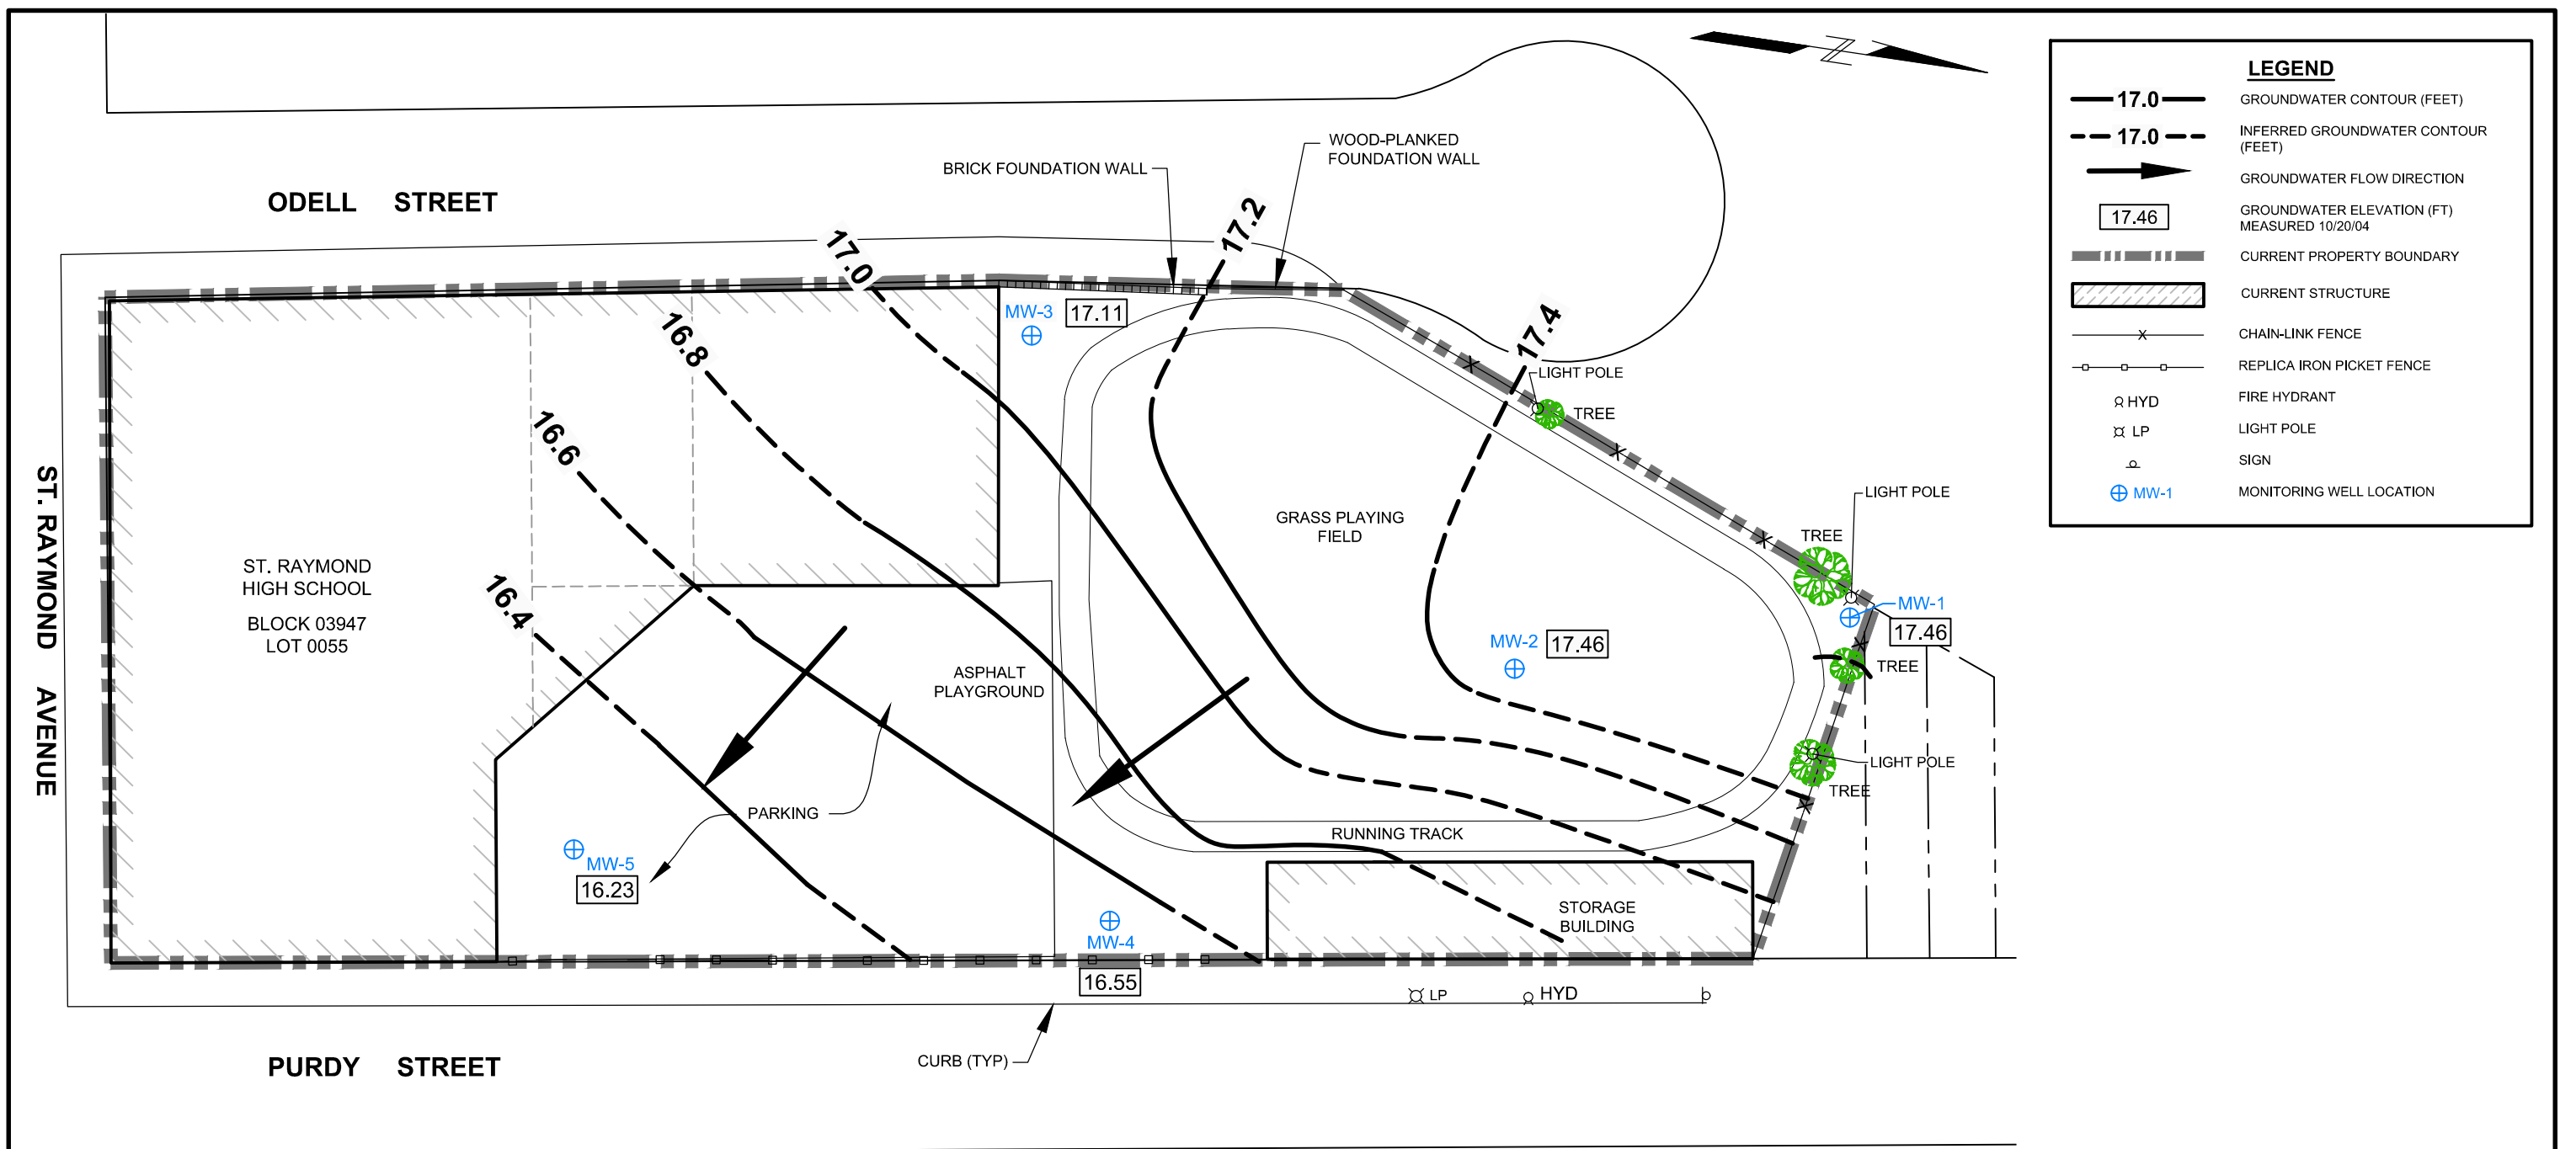 LEGEND
17.0
GROUNDWATER CONTOUR (FEET)
17.0
INFERRED GROUNDWATER CONTOUR
(FEET)
GROUNDWATER FLOW DIRECTION
17.46
GROUNDWATER ELEVATION (FT)
MEASURED 10/20/04
CURRENT PROPERTY BOUNDARY
CURRENT STRUCTURE
X
CHAIN-LINK FENCE
REPLICA IRON PICKET FENCE
HYD
FIRE HYDRANT
LP
LIGHT POLE
SIGN
MW-1
MONITORING WELL LOCATION
Z
ODELL STREET
BRICK FOUNDATION WALL
WOOD-PLANKED
FOUNDATION WALL
17.0
17.2
17.4
16.8
16.6
16.4
MW-3
17.11
LIGHT POLE
TREE
GRASS PLAYING
FIELD
LIGHT POLE
TREE
MW-1
17.46
MW-2
17.46
TREE
LIGHT POLE
TREE
ST. RAYMOND AVENUE
ST. RAYMOND
HIGH SCHOOL
BLOCK 03947
LOT 0055
ASPHALT
PLAYGROUND
PARKING
RUNNING TRACK
MW-5
16.23
MW-4
16.55
STORAGE
BUILDING
LP
HYD
CURB (TYP)
PURDY STREET
X
X
X
X
X